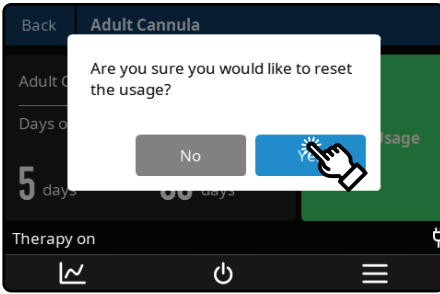 Back Adult Cannula
Are you sure you would like to reset
the usage?
Adult
Days
No
5 days days
Therapy on